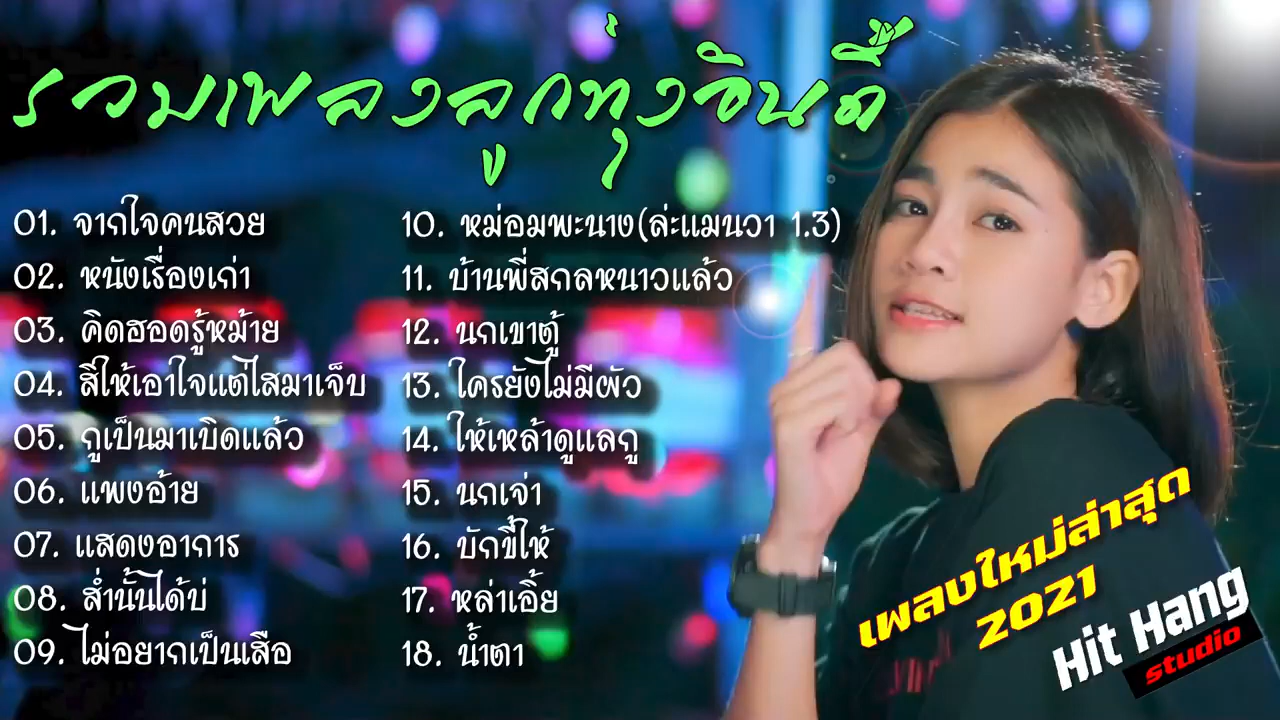 รวมเพลงลูกทุ่งอินดี้
01. จากใจคนสวย
02. หนังเรื่องเก่า
03. คิดฮอดรู้หม้าย
04. สิให้เอาใจแต่ไสมาเจ็บ
05. กูเป็นมาเบิดแล้ว
06. แพงอ้าย
07. แสดงอาการ
08. ส่ำนั้นได้บ่
09. ไม่อยากเป็นเสือ
10. หม่อมพะนาง(ล่ะแมนวา 1.3)
11. บ้านพี่สกลหนาวแล้ว
12. นกเขาตู้
13. ใครยังไม่มีผัว
14. ให้เหล้าดูแลกู
15. นกเจ่า
16. บักขี้ให้
17. หล่าเอิ้ย
18. น้ำตา
เพลงใหม่ล่าสุด
2021
Hit Hang
studio